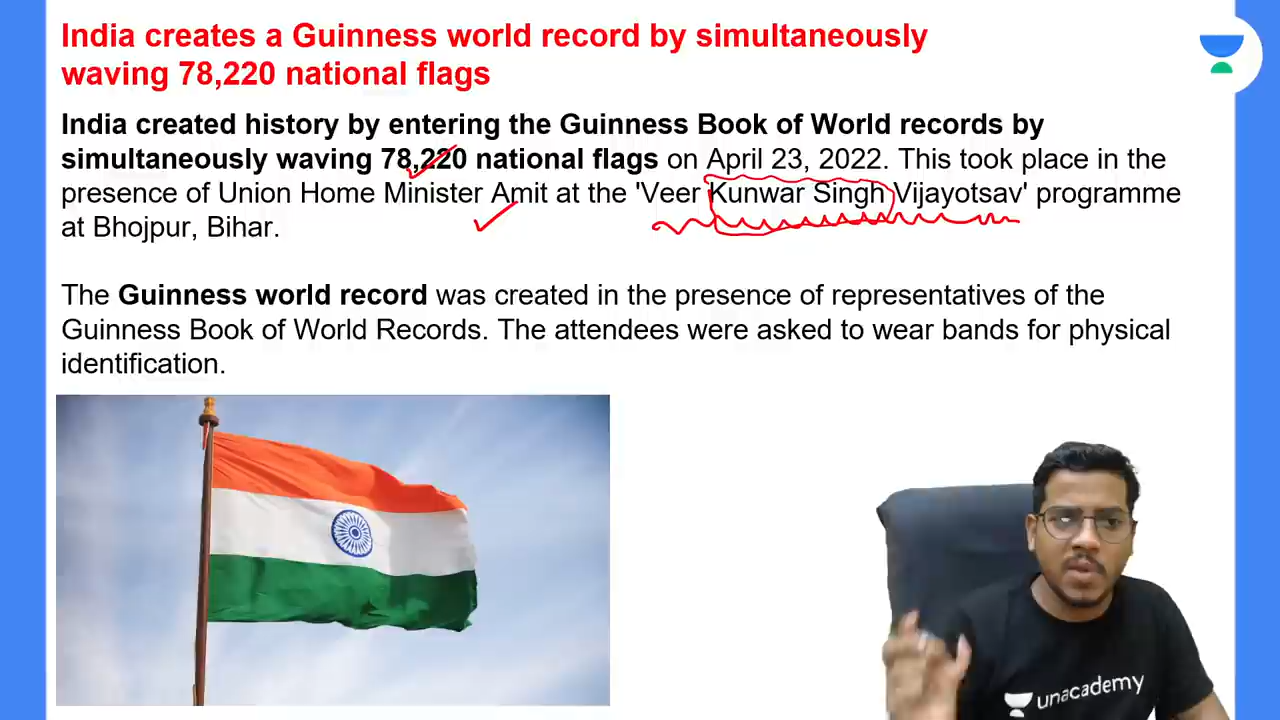 India creates a Guinness world record by simultaneously
waving 78,220 national flags
India created history by entering the Guinness Book of World records by
simultaneously waving 78,220 national flags on April 23, 2022. This took place in the
presence of Union Home Minister Amit at the 'Veer Kunwar Singh Vijayotsav' programme
at Bhojpur, Bihar.
The Guinness world record was created in the presence of representatives of the
Guinness Book of World Records. The attendees were asked to wear bands for physical
identification.
unacademy